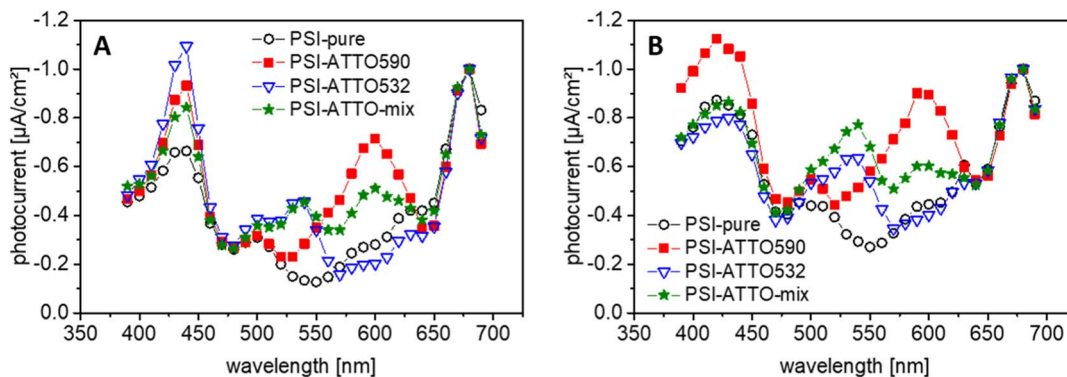 A
PSI-pure
PSI-ATTO590
PSI-ATTO532
PSI-ATTO-mix
photocurrent [µA/cm²]
-1.2
-1.0
-0.8
-0.6
-0.4
-0.2
0.0
350 400 450 500 550 600 650 700
wavelength [nm]
B
PSI-pure
PSI-ATTO590
PSI-ATTO532
PSI-ATTO-mix
photocurrent [µA/cm²]
-1.2
-1.0
-0.8
-0.6
-0.4
-0.2
0.0
350 400 450 500 550 600 650 700
wavelength [nm]